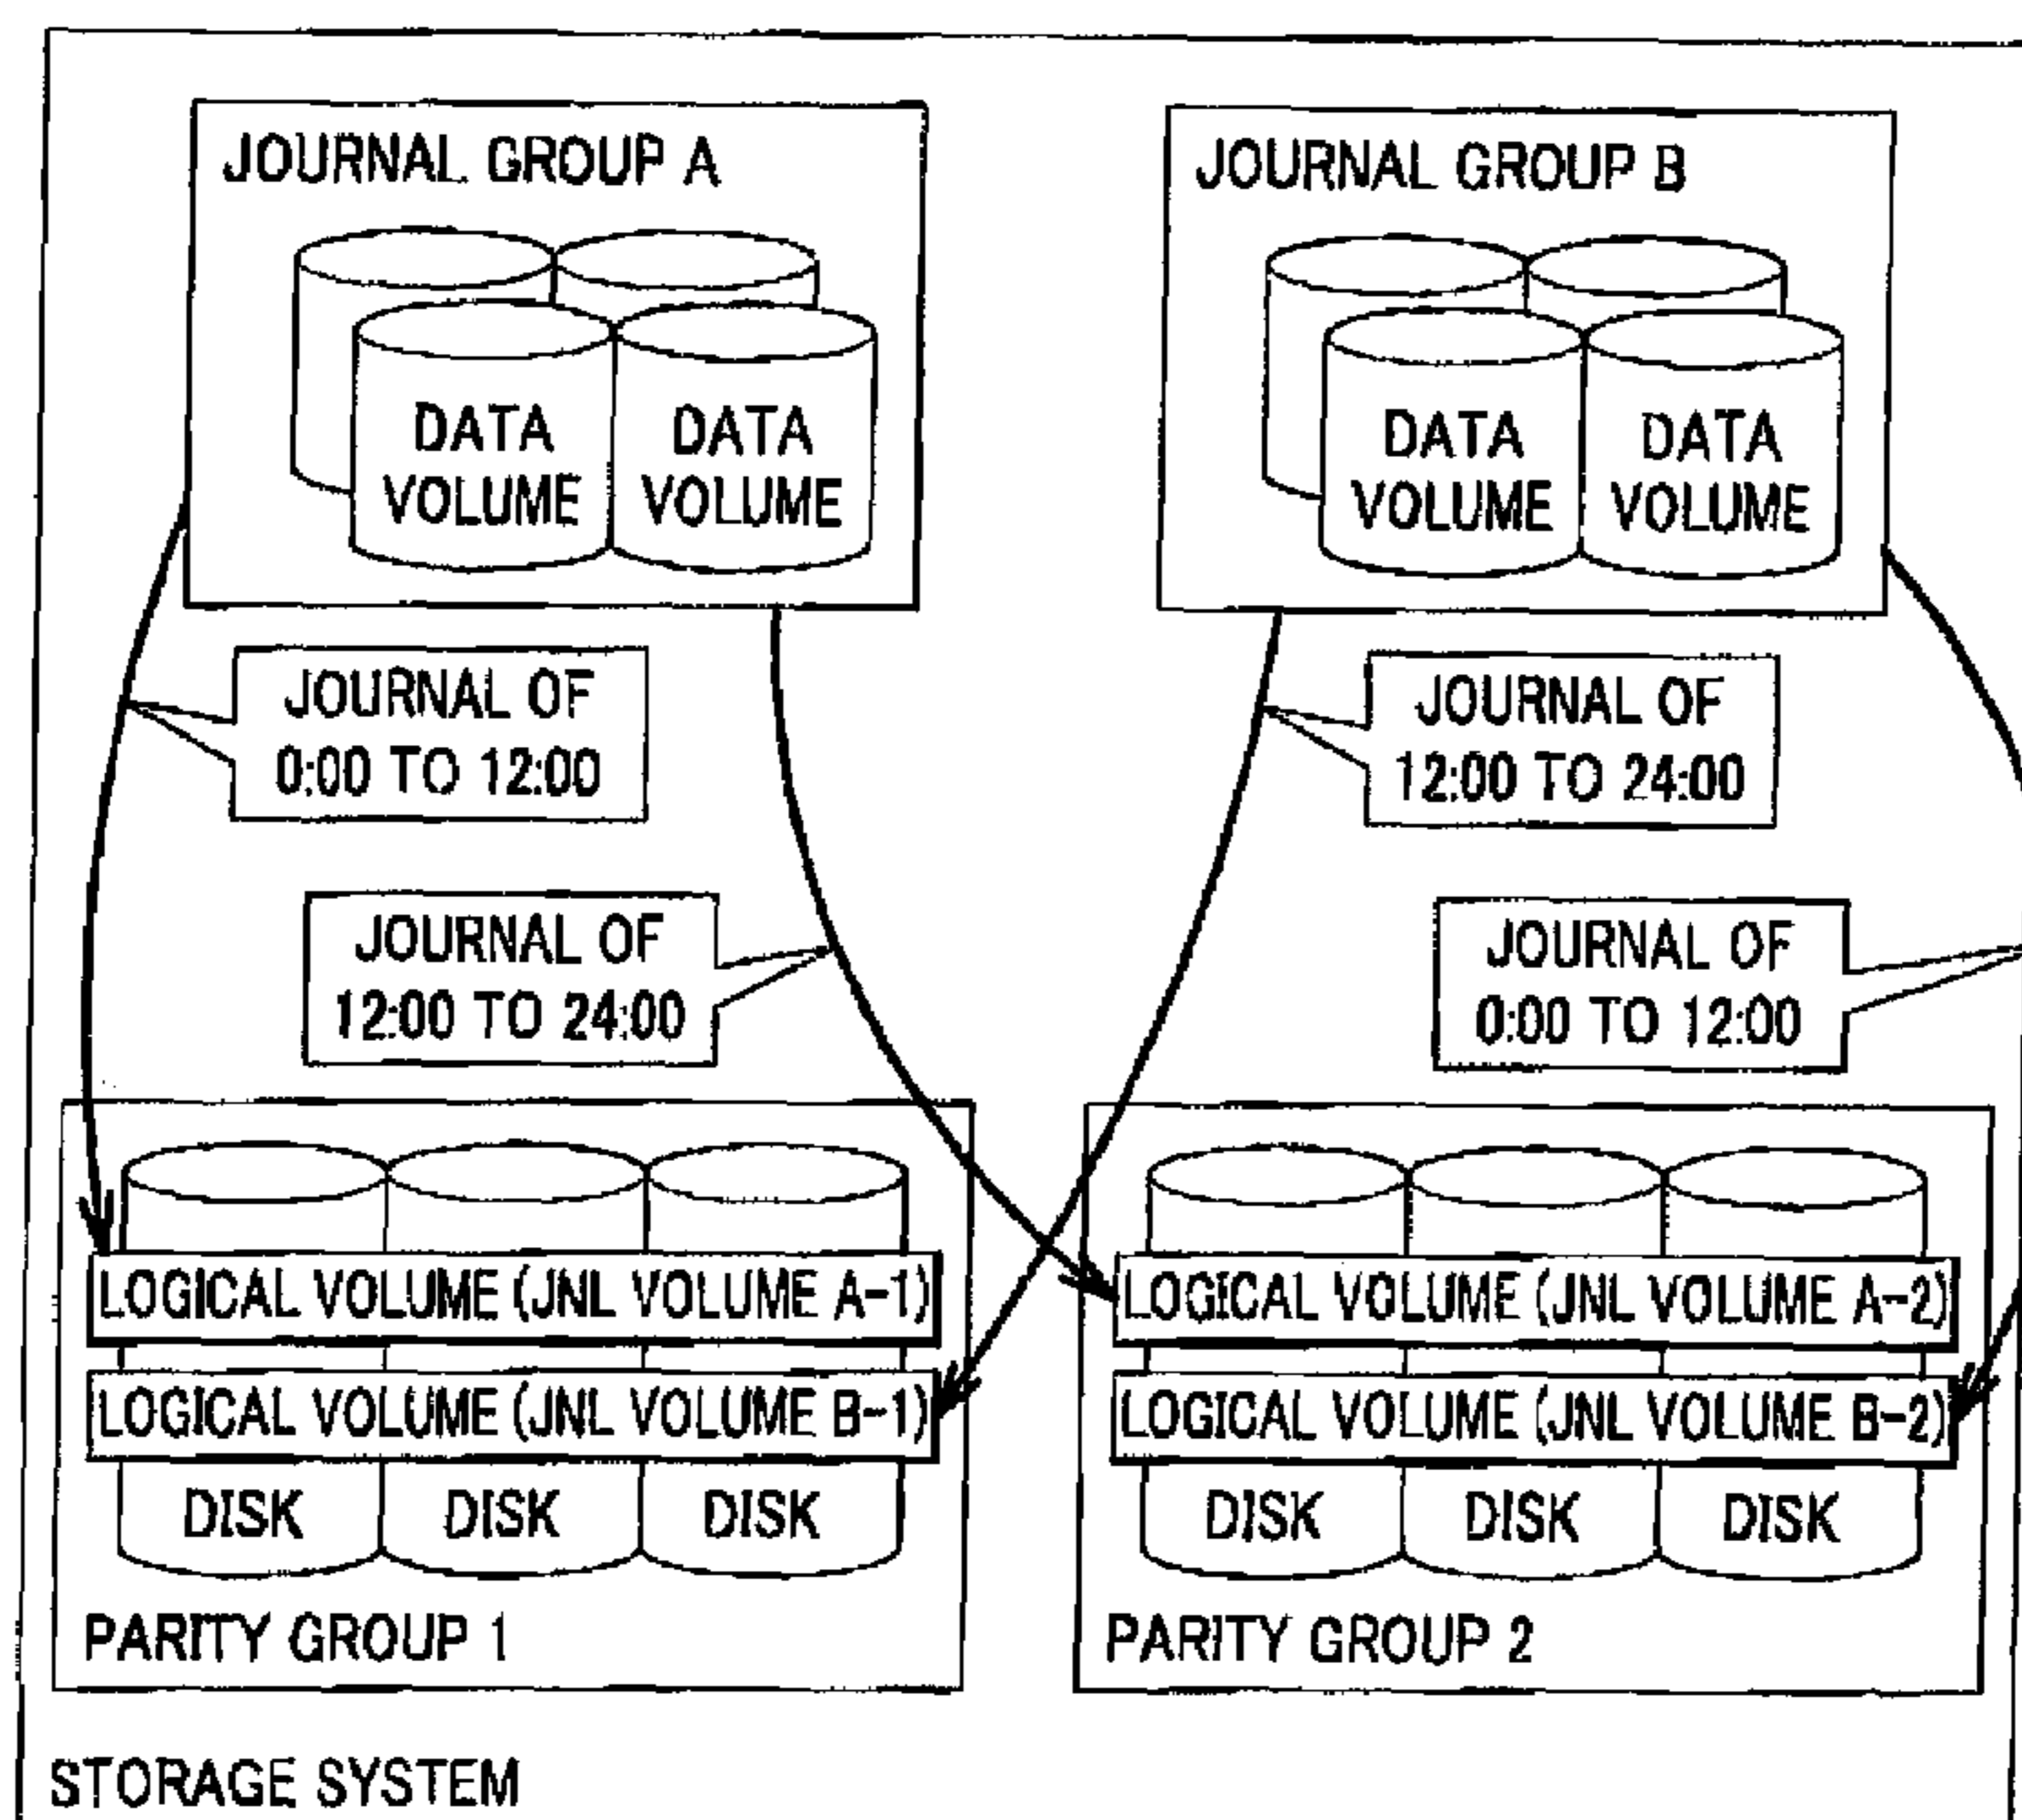 JOURNAL GROUP A
JOURNAL GROUP B
DATA
VOLUME
DATA
VOLUME
DATA
VOLUME
DATA
VOLUME
JOURNAL OF
0:00 TO 12:00
JOURNAL OF
12:00 TO 24:00
JOURNAL OF
12:00 TO 24:00
JOURNAL OF
0:00 TO 12:00
LOGICAL VOLUME (JNL VOLUME A-1)
LOGICAL VOLUME (JNL VOLUME B-1)
DISK DISK DISK
PARITY GROUP 1
LOGICAL VOLUME (JNL VOLUME A-2)
LOGICAL VOLUME (JNL VOLUME B-2)
DISK DISK DISK
PARITY GROUP 2
STORAGE SYSTEM